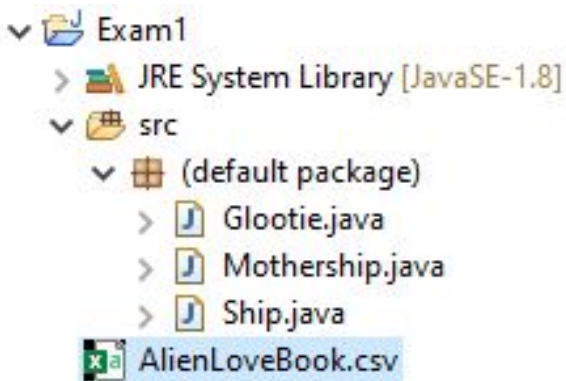 Exam1
JRE System Library [JavaSE-1.8]
src
(default package)
Glootie.java
Mothership.java
Ship.java
AlienLoveBook.csv